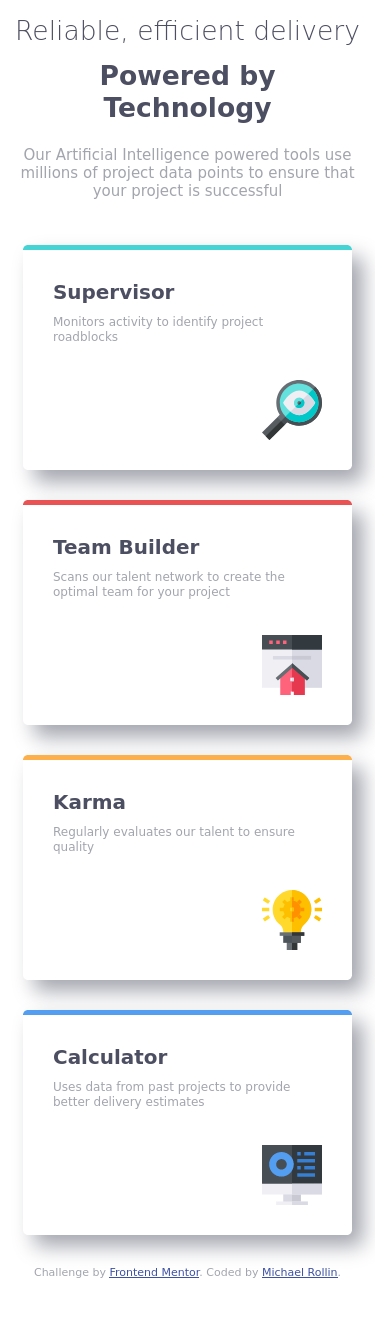 Reliable, efficient delivery
Powered by
Technology
Our Artificial Intelligence powered tools use
millions of project data points to ensure that
your project is successful
Supervisor
Monitors activity to identify project
roadblocks
Team Builder
Scans our talent network to create the
optimal team for your project
Karma
Regularly evaluates our talent to ensure
quality
Calculator
Uses data from past projects to provide
better delivery estimates
Challenge by Frontend Mentor. Coded by Michael Rollin.